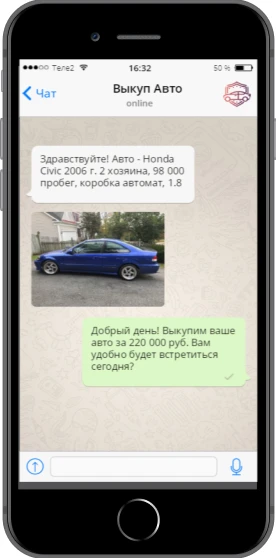 Теле2 16:32 50 %
Чат Выкуп Авто
online
Здравствуйте! Авто - Honda
Civic 2006 г. 2 хозяина, 98 000
пробег, коробка автомат, 1.8
Добрый день! Выкупим ваше
авто за 220 000 руб. Вам
удобно будет встретиться
сегодня?